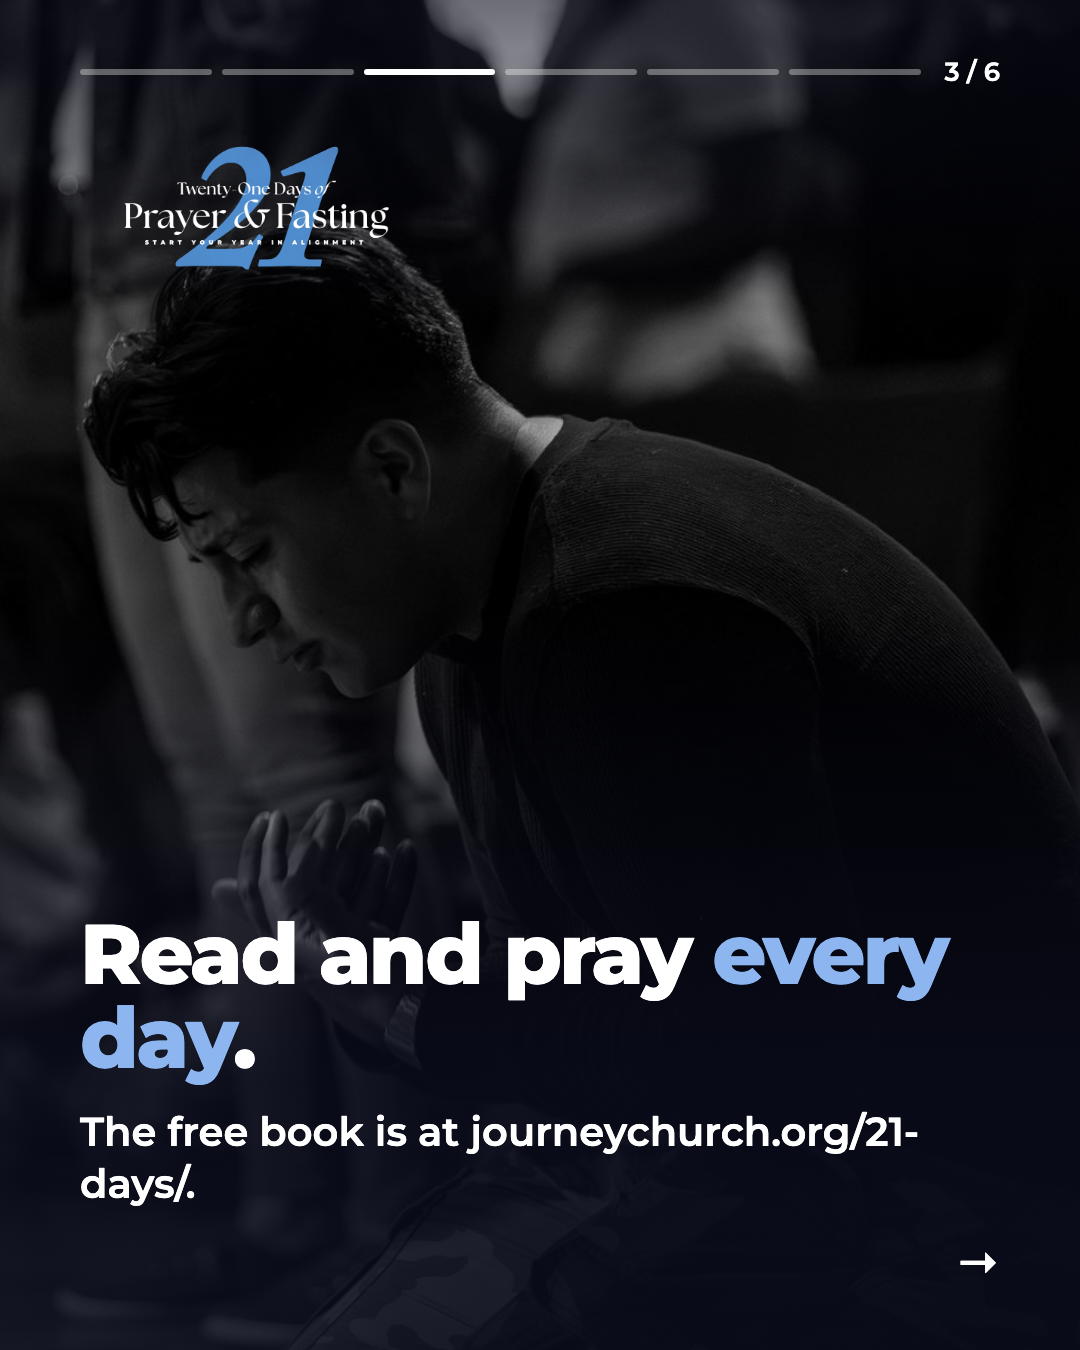 3 / 6
21
Twenty-One Days of
Prayer & Fasting
START YOUR YEAR IN ALIGNMENT
Read and pray every
day.
The free book is at journeychurch.org/21-
days/.